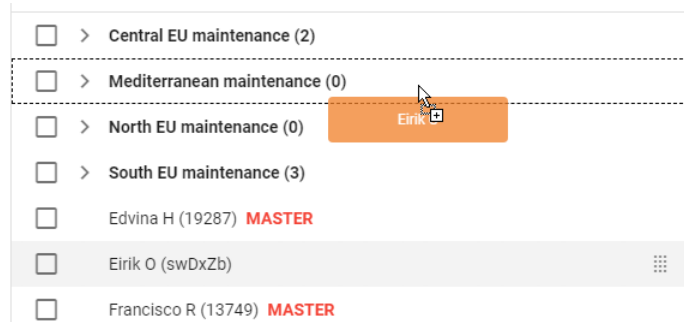 Central EU maintenance (2)
Mediterranean maintenance (0)
Eirik
North EU maintenance (0)
South EU maintenance (3)
Edvina H (19287) MASTER
Eirik O (swDxZb)
Francisco R (13749) MASTER